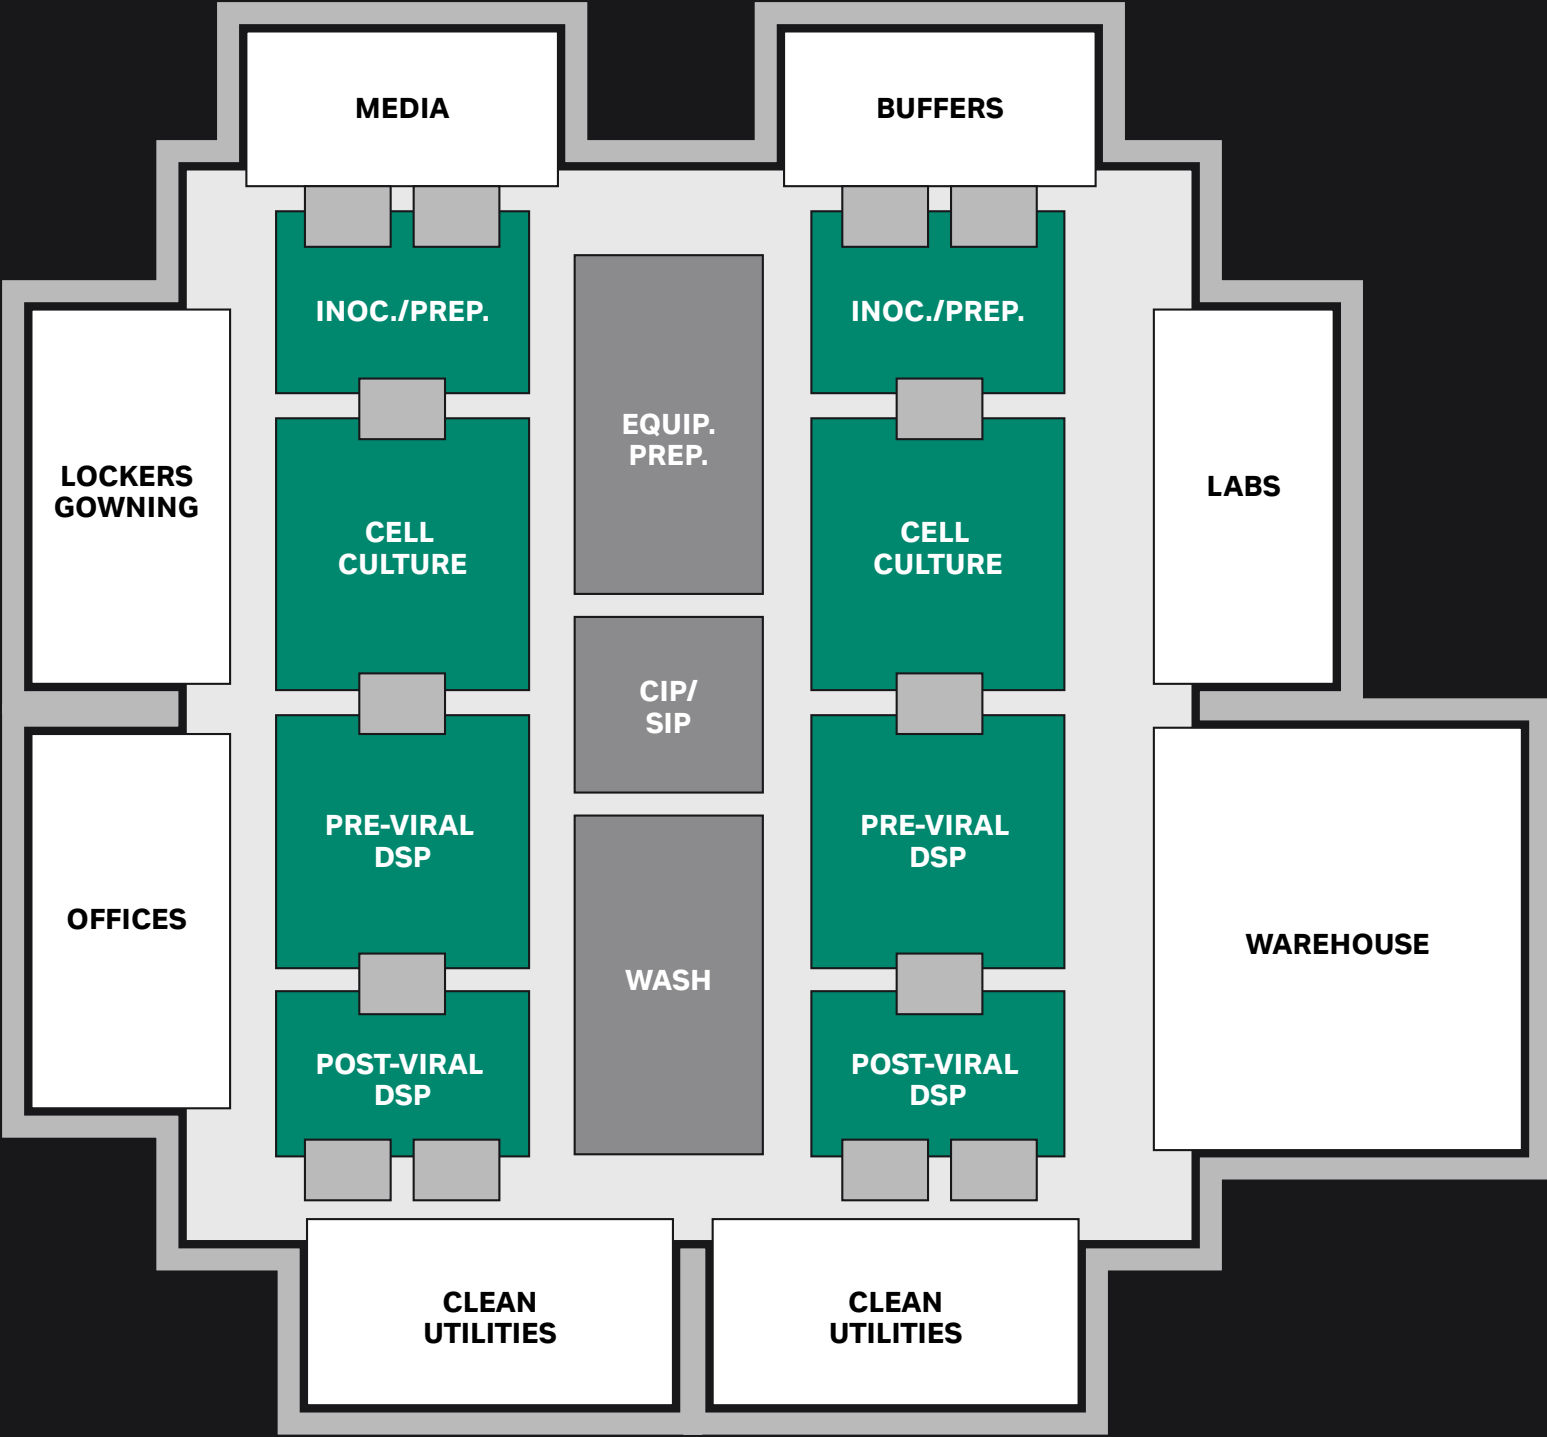 MEDIA
BUFFERS
INOC./PREP.
INOC./PREP.
EQUIP.
PREP.
LOCKERS
GOWNING
LABS
CELL
CULTURE
CELL
CULTURE
CIP/
SIP
PRE-VIRAL
DSP
PRE-VIRAL
DSP
OFFICES
WAREHOUSE
WASH
POST-VIRAL
DSP
POST-VIRAL
DSP
CLEAN
UTILITIES
CLEAN
UTILITIES